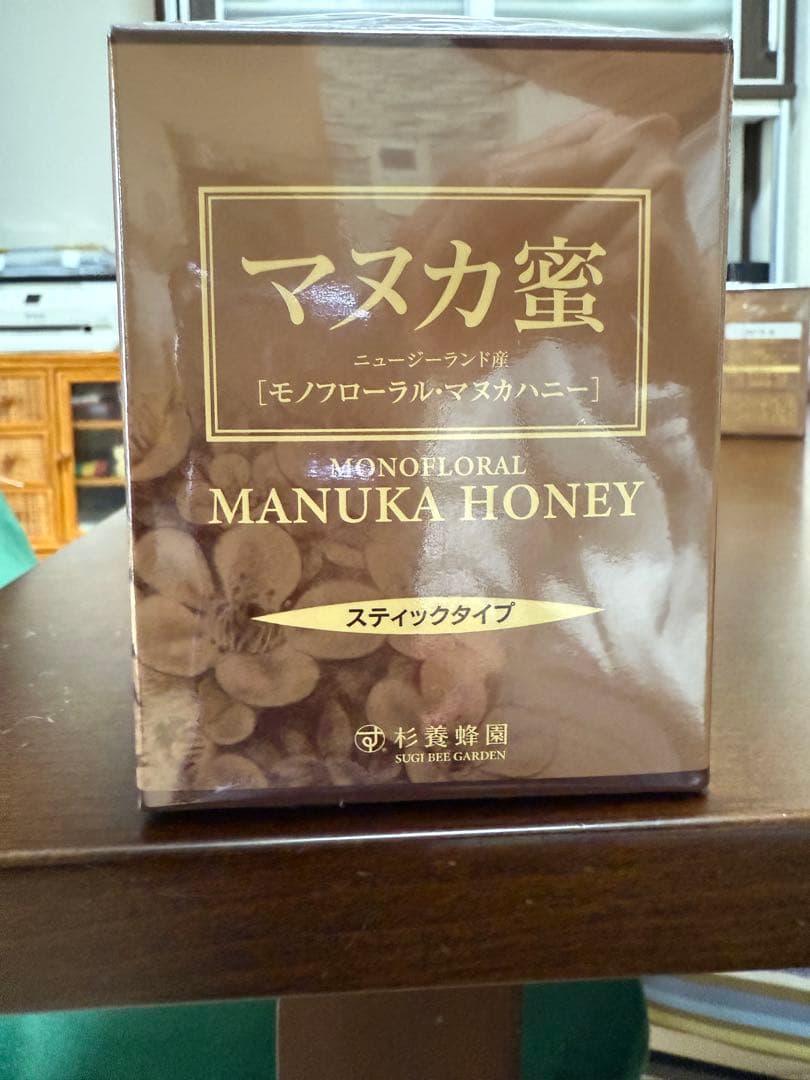 マヌカ蜜
ニュージーランド産
[モノフローラル・マヌカハニー]
MONOFLORAL
MANUKA HONEY
スティックタイプ
杉養蜂園
SUGI BEE GARDEN